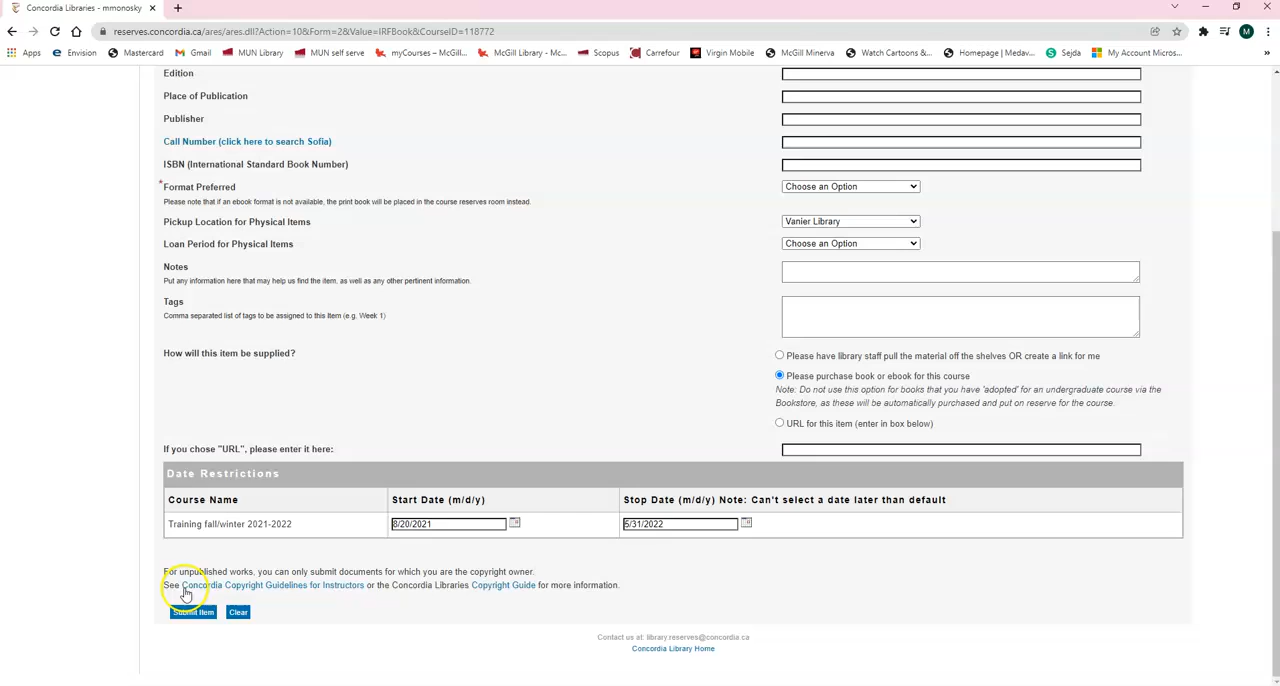 Concordia Libraries - mmonosky
reserves.concordia.ca/ares/ares.dll?Action=10&Form=2&Value=IRFBook&CourseID=118772
Apps Envision Mastercard Gmail MUN Library MUN self serve myCourses – McGill... McGill Library - Mc... Scopus Carrefour Virgin Mobile McGill Minerva Watch Cartoons &... Homepage | Medav... Sejda My Account Micros... »
Edition
Place of Publication
Publisher
Call Number (click here to search Sofia)
ISBN (International Standard Book Number)
*Format Preferred Choose an Option
Please note that if an ebook format is not available, the print book will be placed in the course reserves room instead.
Pickup Location for Physical Items Vanier Library
Loan Period for Physical Items Choose an Option
Notes
Put any information here that may help us find the item, as well as any other pertinent information.
Tags
Comma separated list of tags to be assigned to this Item (e.g. Week 1)
How will this item be supplied?
Please have library staff pull the material off the shelves OR create a link for me
Please purchase book or ebook for this course
Note: Do not use this option for books that you have 'adopted' for an undergraduate course via the
Bookstore, as these will be automatically purchased and put on reserve for the course.
URL for this item (enter in box below)
If you chose "URL", please enter it here:
Date Restrictions
Course Name Start Date (m/d/y) Stop Date (m/d/y) Note: Can't select a date later than default
Training fall/winter 2021-2022 8/20/2021 5/31/2022
For unpublished works, you can only submit documents for which you are the copyright owner.
See Concordia Copyright Guidelines for Instructors or the Concordia Libraries Copyright Guide for more information.
Submit Item Clear
Contact us at: library.reserves@concordia.ca
Concordia Library Home